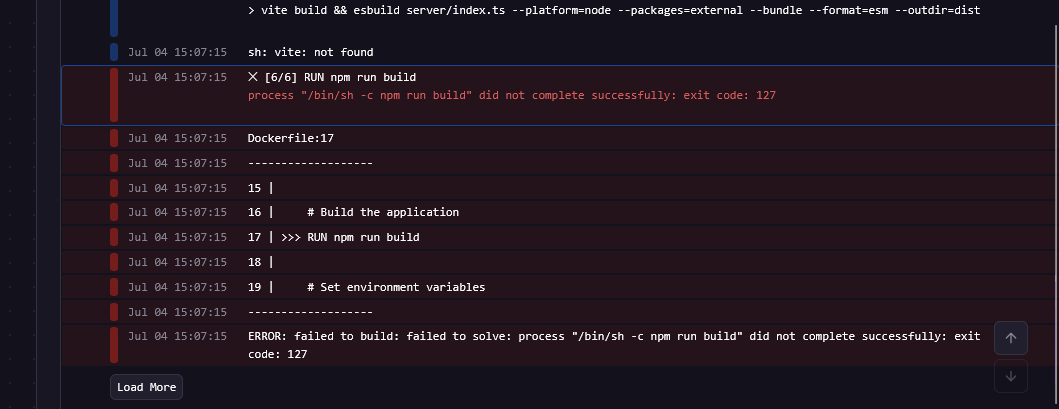 > vite build && esbuild server/index.ts --platform=node --packages=external --bundle --format=esm --outdir=dist
Jul 04 15:07:15 sh: vite: not found
Jul 04 15:07:15 ✕ [6/6] RUN npm run build
process "/bin/sh -c npm run build" did not complete successfully: exit code: 127
Jul 04 15:07:15 Dockerfile:17
Jul 04 15:07:15 -------------------
Jul 04 15:07:15 15 |
Jul 04 15:07:15 16 |     # Build the application
Jul 04 15:07:15 17 | >>> RUN npm run build
Jul 04 15:07:15 18 |
Jul 04 15:07:15 19 |     # Set environment variables
Jul 04 15:07:15 -------------------
Jul 04 15:07:15 ERROR: failed to build: failed to solve: process "/bin/sh -c npm run build" did not complete successfully: exit
code: 127
Load More